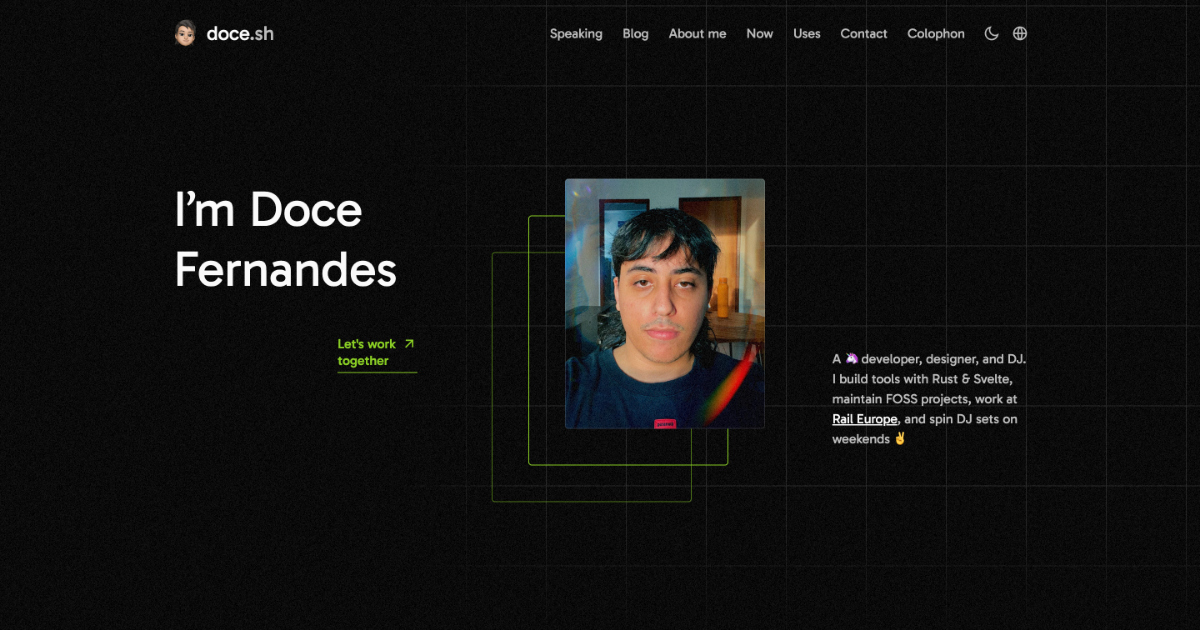 doce.sh
Speaking Blog About me Now Uses Contact Colophon
I’m Doce
Fernandes
Let's work
together
A 🦄 developer, designer, and DJ.
I build tools with Rust & Svelte,
maintain FOSS projects, work at
Rail Europe, and spin DJ sets on
weekends ✌️